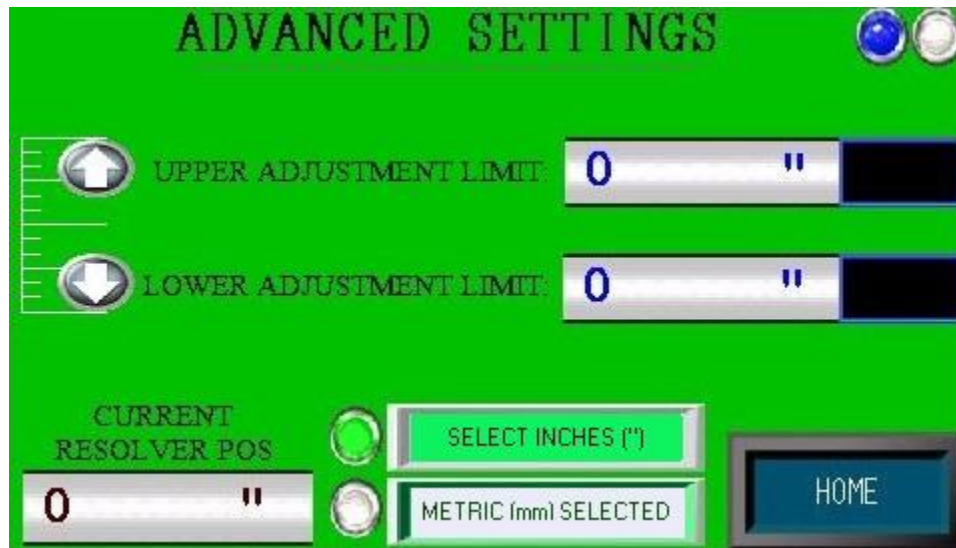 ADVANCED SETTINGS
UPPER ADJUSTMENT LIMIT: 0 "
LOWER ADJUSTMENT LIMIT: 0 "
CURRENT
RESOLVER POS
0 "
SELECT INCHES (")
METRIC (mm) SELECTED
HOME